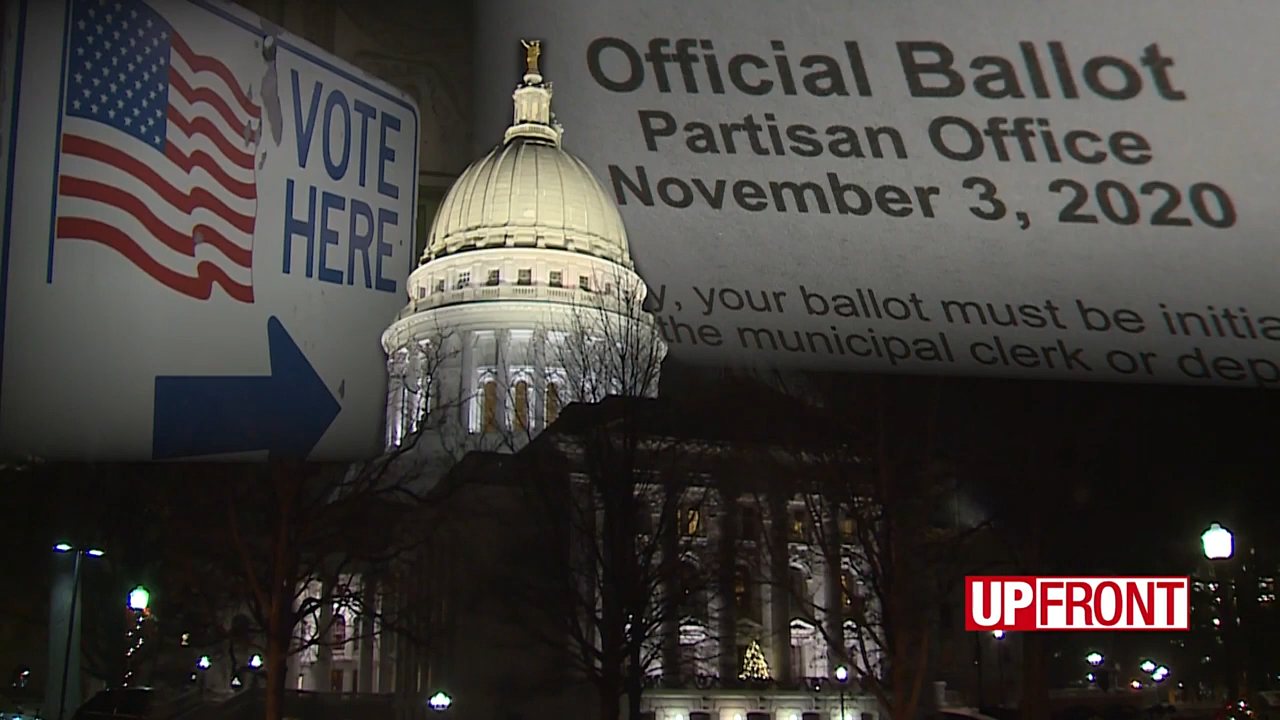 VOTE
HERE
Official Ballot
Partisan Office
November 3, 2020
y, your ballot must be initia
the municipal clerk or dep
UPFRONT